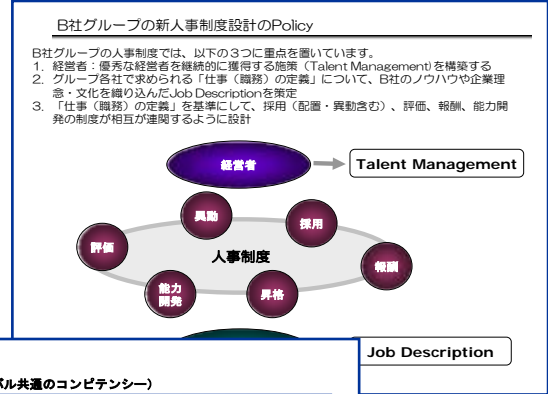 B社グループの新人事制度設計のPolicy
B社グループの人事制度では、以下の３つに重点を置いています。
1. 経営者：優秀な経営者を継続的に獲得する施策（Talent Management)を構築する
2. グループ各社で求められる「仕事（職務）の定義」について、B社のノウハウや企業理
念・文化を織り込んだJob Descriptionを策定
3. 「仕事（職務）の定義」を基準にして、採用（配置・異動含む）、評価、報酬、能力開
発の制度が相互が連関するように設計
経営者
Talent Management
異動
採用
評価
人事制度
報酬
能力
開発
昇格
Job Description
バル共通のコンピテンシー）